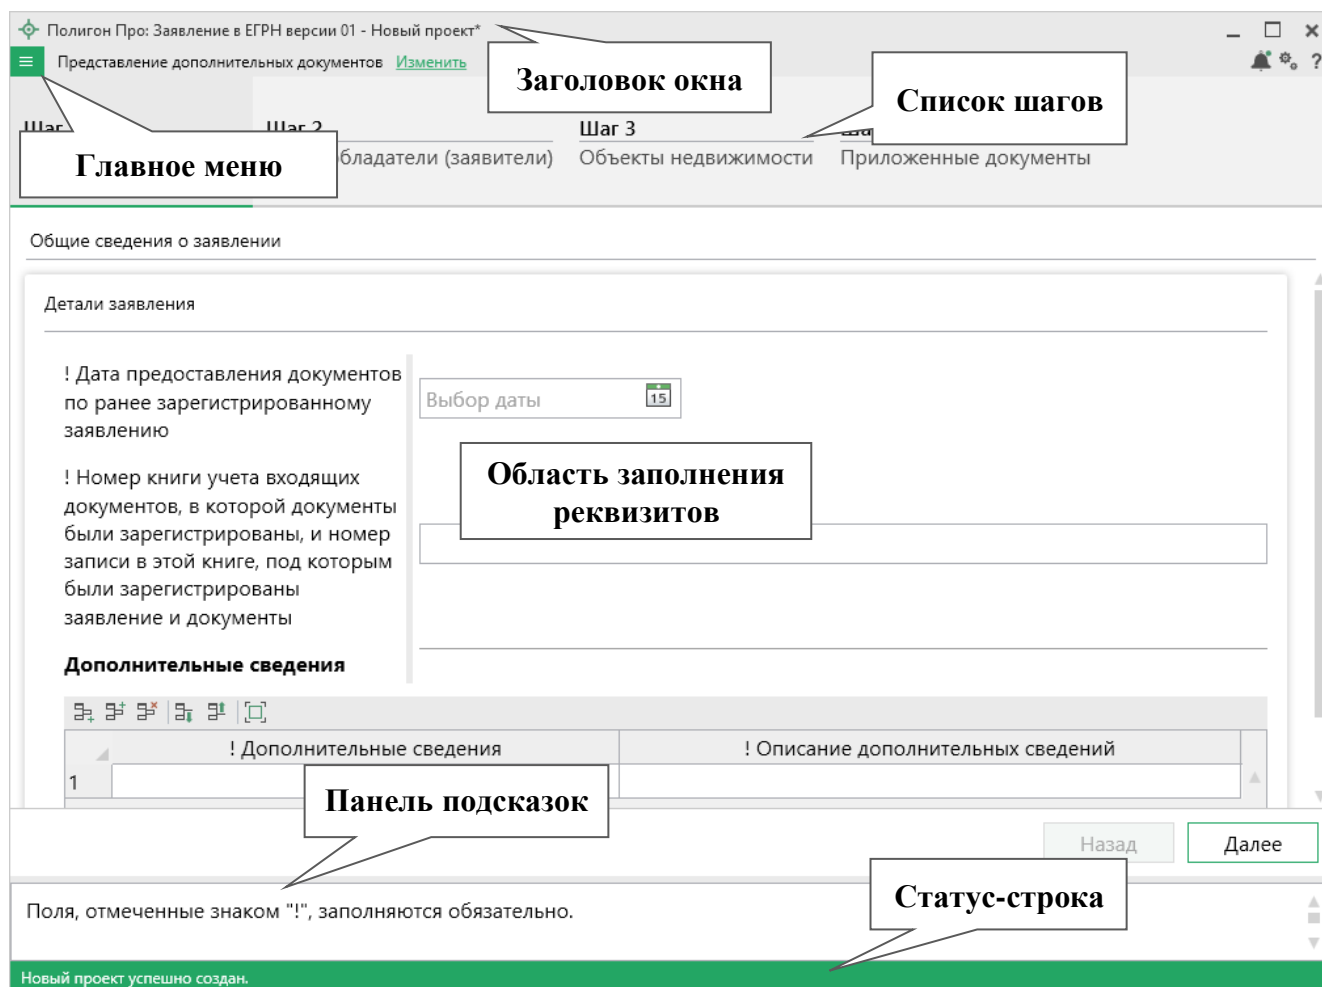 Полигон Про: Заявление в ЕГРН версии 01 - Новый проект*
Представление дополнительных документов Изменить
?
Заголовок окна
Список шагов
Шаг
Шаг 2
Шаг 3
Главное меню
(заявители)
Объекты недвижимости
Приложенные документы
Общие сведения о заявлении
Детали заявления
! Дата предоставления документов
по ранее зарегистрированному
заявлению
Выбор даты
15
! Номер книги учета входящих
документов, в которой документы
были зарегистрированы, и номер
записи в этой книге, под которым
были зарегистрированы
заявление и документы
Область заполнения
реквизитов
Дополнительные сведения
! Дополнительные сведения
! Описание дополнительных сведений
1
Панель подсказок
Назад
Далее
Статус-строка
Поля, отмеченные знаком "!", заполняются обязательно.
Новый проект успешно создан.